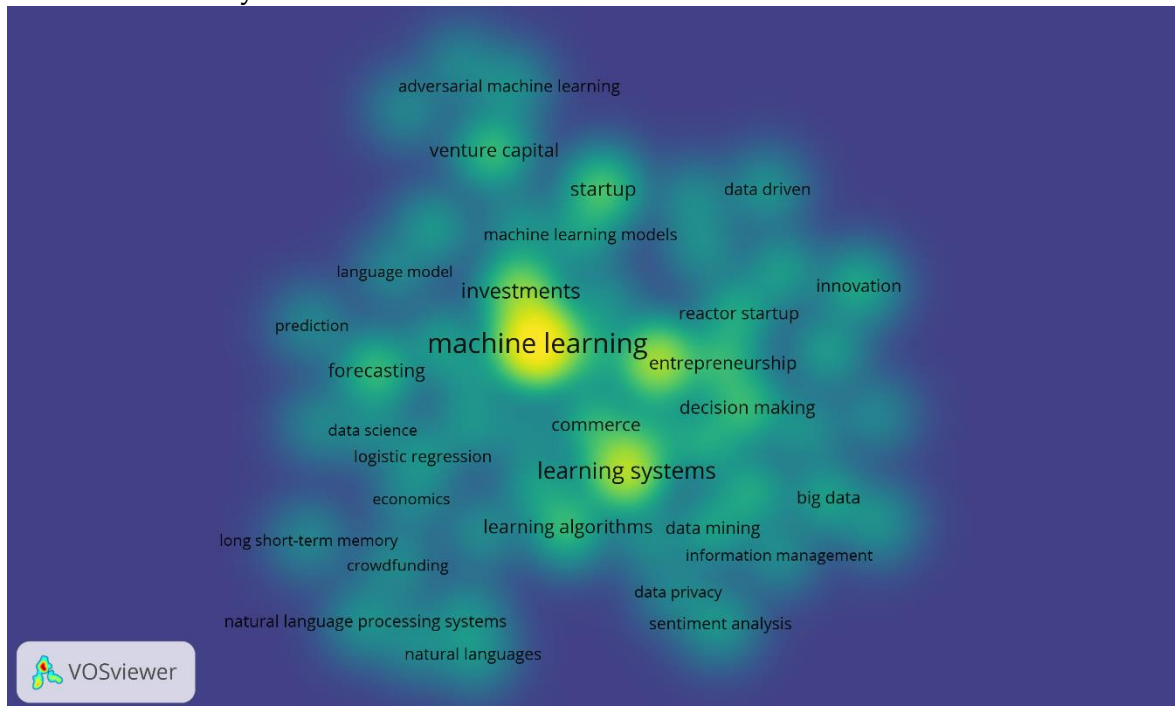 adversarial machine learning
venture capital
startup
data driven
machine learning models
language model
investments
innovation
reactor startup
prediction
machine learning
entrepreneurship
forecasting
decision making
commerce
data science
logistic regression
learning systems
economics
big data
learning algorithms
data mining
long short-term memory
information management
crowdfunding
data privacy
natural language processing systems
sentiment analysis
natural languages
VOSviewer